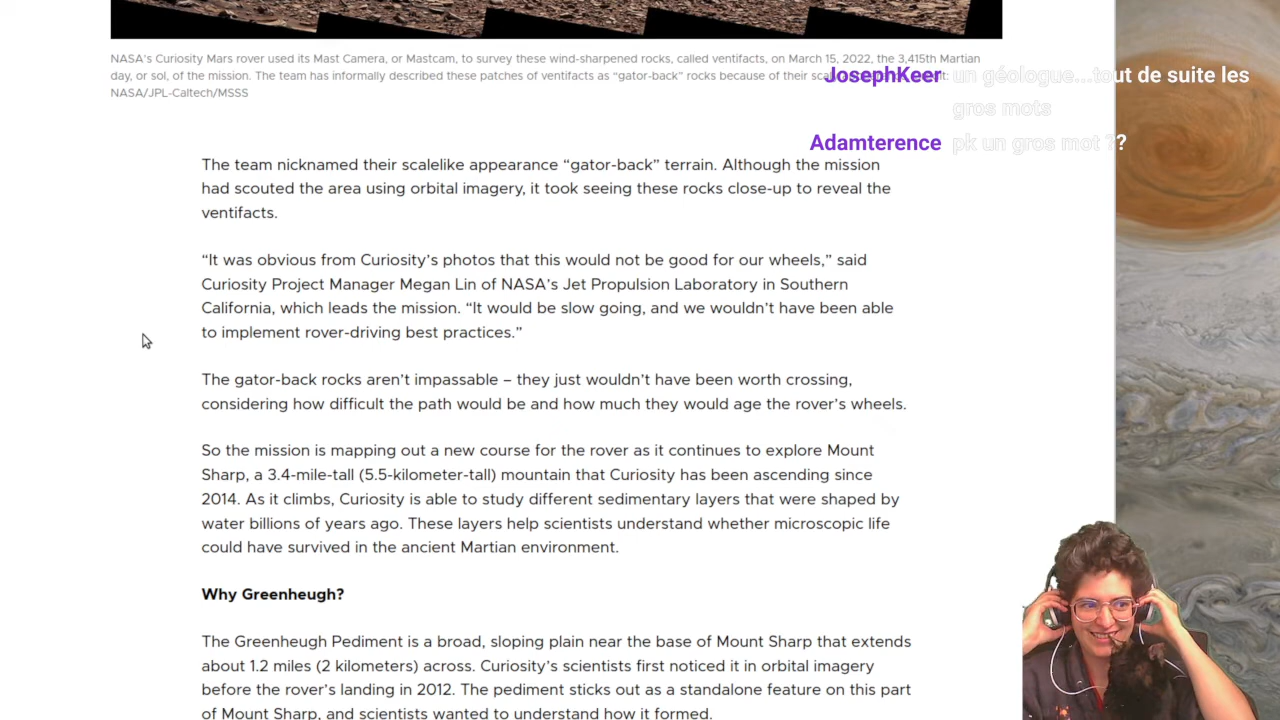 NASA's Curiosity Mars rover used its Mast Camera, or Mastcam, to survey these wind-sharpened rocks, called ventifacts, on March 15, 2022, the 3,415th Martian
day, or sol, of the mission. The team has informally described these patches of ventifacts as “gator-back” rocks because of their
NASA/JPL-Caltech/MSSS
JosephKeer un géologue...tout de suite les
gros mots
Adamterence pk un gros mot ??
The team nicknamed their scalelike appearance “gator-back” terrain. Although the mission
had scouted the area using orbital imagery, it took seeing these rocks close-up to reveal the
ventifacts.
“It was obvious from Curiosity’s photos that this would not be good for our wheels,” said
Curiosity Project Manager Megan Lin of NASA’s Jet Propulsion Laboratory in Southern
California, which leads the mission. “It would be slow going, and we wouldn’t have been able
to implement rover-driving best practices.”
The gator-back rocks aren’t impassable – they just wouldn’t have been worth crossing,
considering how difficult the path would be and how much they would age the rover’s wheels.
So the mission is mapping out a new course for the rover as it continues to explore Mount
Sharp, a 3.4-mile-tall (5.5-kilometer-tall) mountain that Curiosity has been ascending since
2014. As it climbs, Curiosity is able to study different sedimentary layers that were shaped by
water billions of years ago. These layers help scientists understand whether microscopic life
could have survived in the ancient Martian environment.
Why Greenheugh?
The Greenheugh Pediment is a broad, sloping plain near the base of Mount Sharp that extends
about 1.2 miles (2 kilometers) across. Curiosity’s scientists first noticed it in orbital imagery
before the rover’s landing in 2012. The pediment sticks out as a standalone feature on this part
of Mount Sharp, and scientists wanted to understand how it formed.